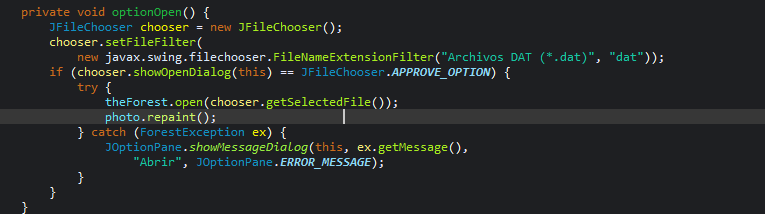 private void optionOpen() {
    JFileChooser chooser = new JFileChooser();
    chooser.setFileFilter(
        new javax.swing.filechooser.FileNameExtensionFilter("Archivos DAT (*.dat)", "dat"));
    if (chooser.showOpenDialog(this) == JFileChooser.APPROVE_OPTION) {
        try {
            theForest.open(chooser.getSelectedFile());
            photo.repaint();
        } catch (ForestException ex) {
            JOptionPane.showMessageDialog(this, ex.getMessage(),
                "Abrir", JOptionPane.ERROR_MESSAGE);
        }
    }
}